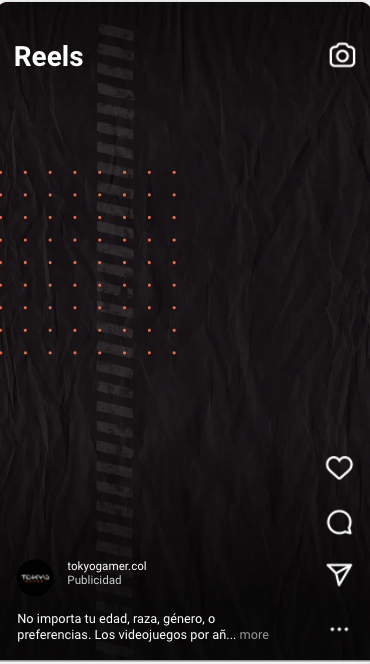 Reels
TOKYO
tokyogamer.col
Publicidad
No importa tu edad, raza, género, o
preferencias. Los videojuegos por añ... more